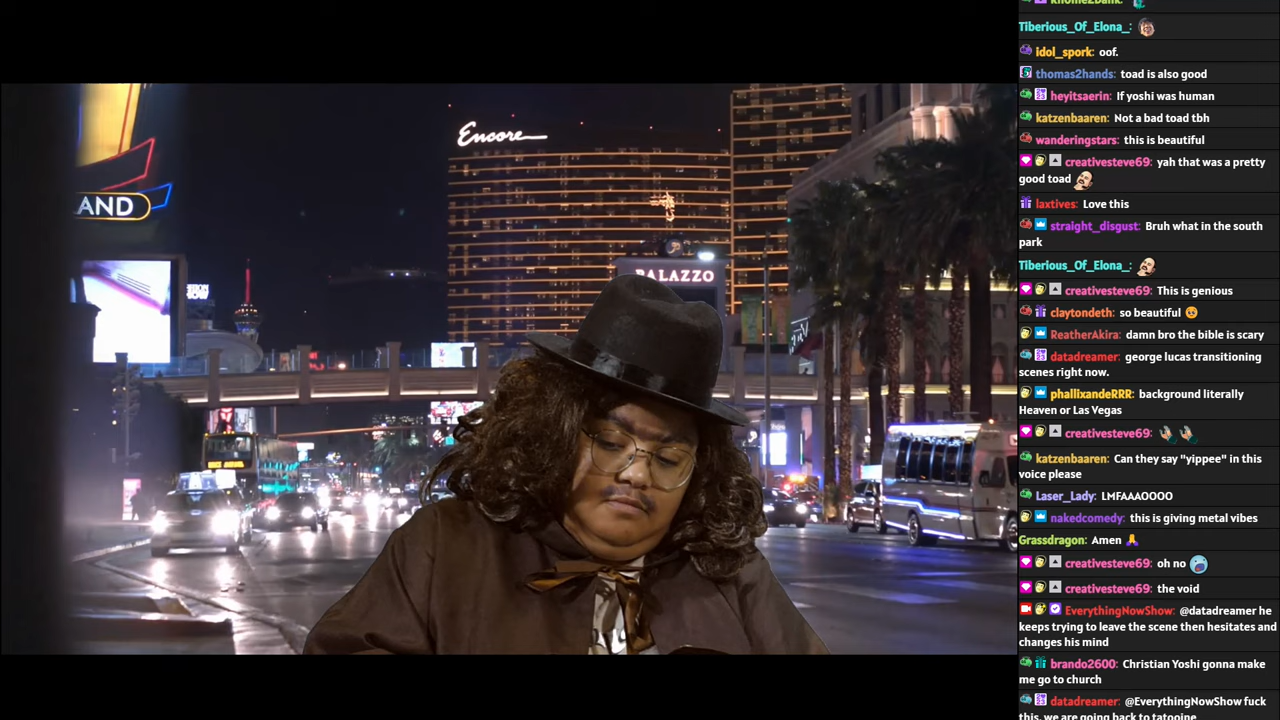 Encore
AND
PALAZZO
Tiberious_Of_Elona_:
idol_spork: oof.
thomas2hands: toad is also good
heyitsaerin: If yoshi was human
katzenbaaren: Not a bad toad tbh
wanderingstars: this is beautiful
creativesteve69: yah that was a pretty
good toad
laxtives: Love this
straight_disgust: Bruh what in the south
park
Tiberious_Of_Elona_:
creativesteve69: This is genious
claytondeth: so beautiful
ReatherAkira: damn bro the bible is scary
datadreamer: george lucas transitioning
scenes right now.
phallixandeRRR: background literally
Heaven or Las Vegas
creativesteve69:
katzenbaaren: Can they say "yippee" in this
voice please
Laser_Lady: LMFAAAOOOO
nakedcomedy: this is giving metal vibes
Grassdragon: Amen
creativesteve69: oh no
creativesteve69: the void
EverythingNowShow: @datadreamer he
keeps trying to leave the scene then hesitates and
changes his mind
brando2600: Christian Yoshi gonna make
me go to church
datadreamer: @EverythingNowShow fuck
this, we are going back to tatooine